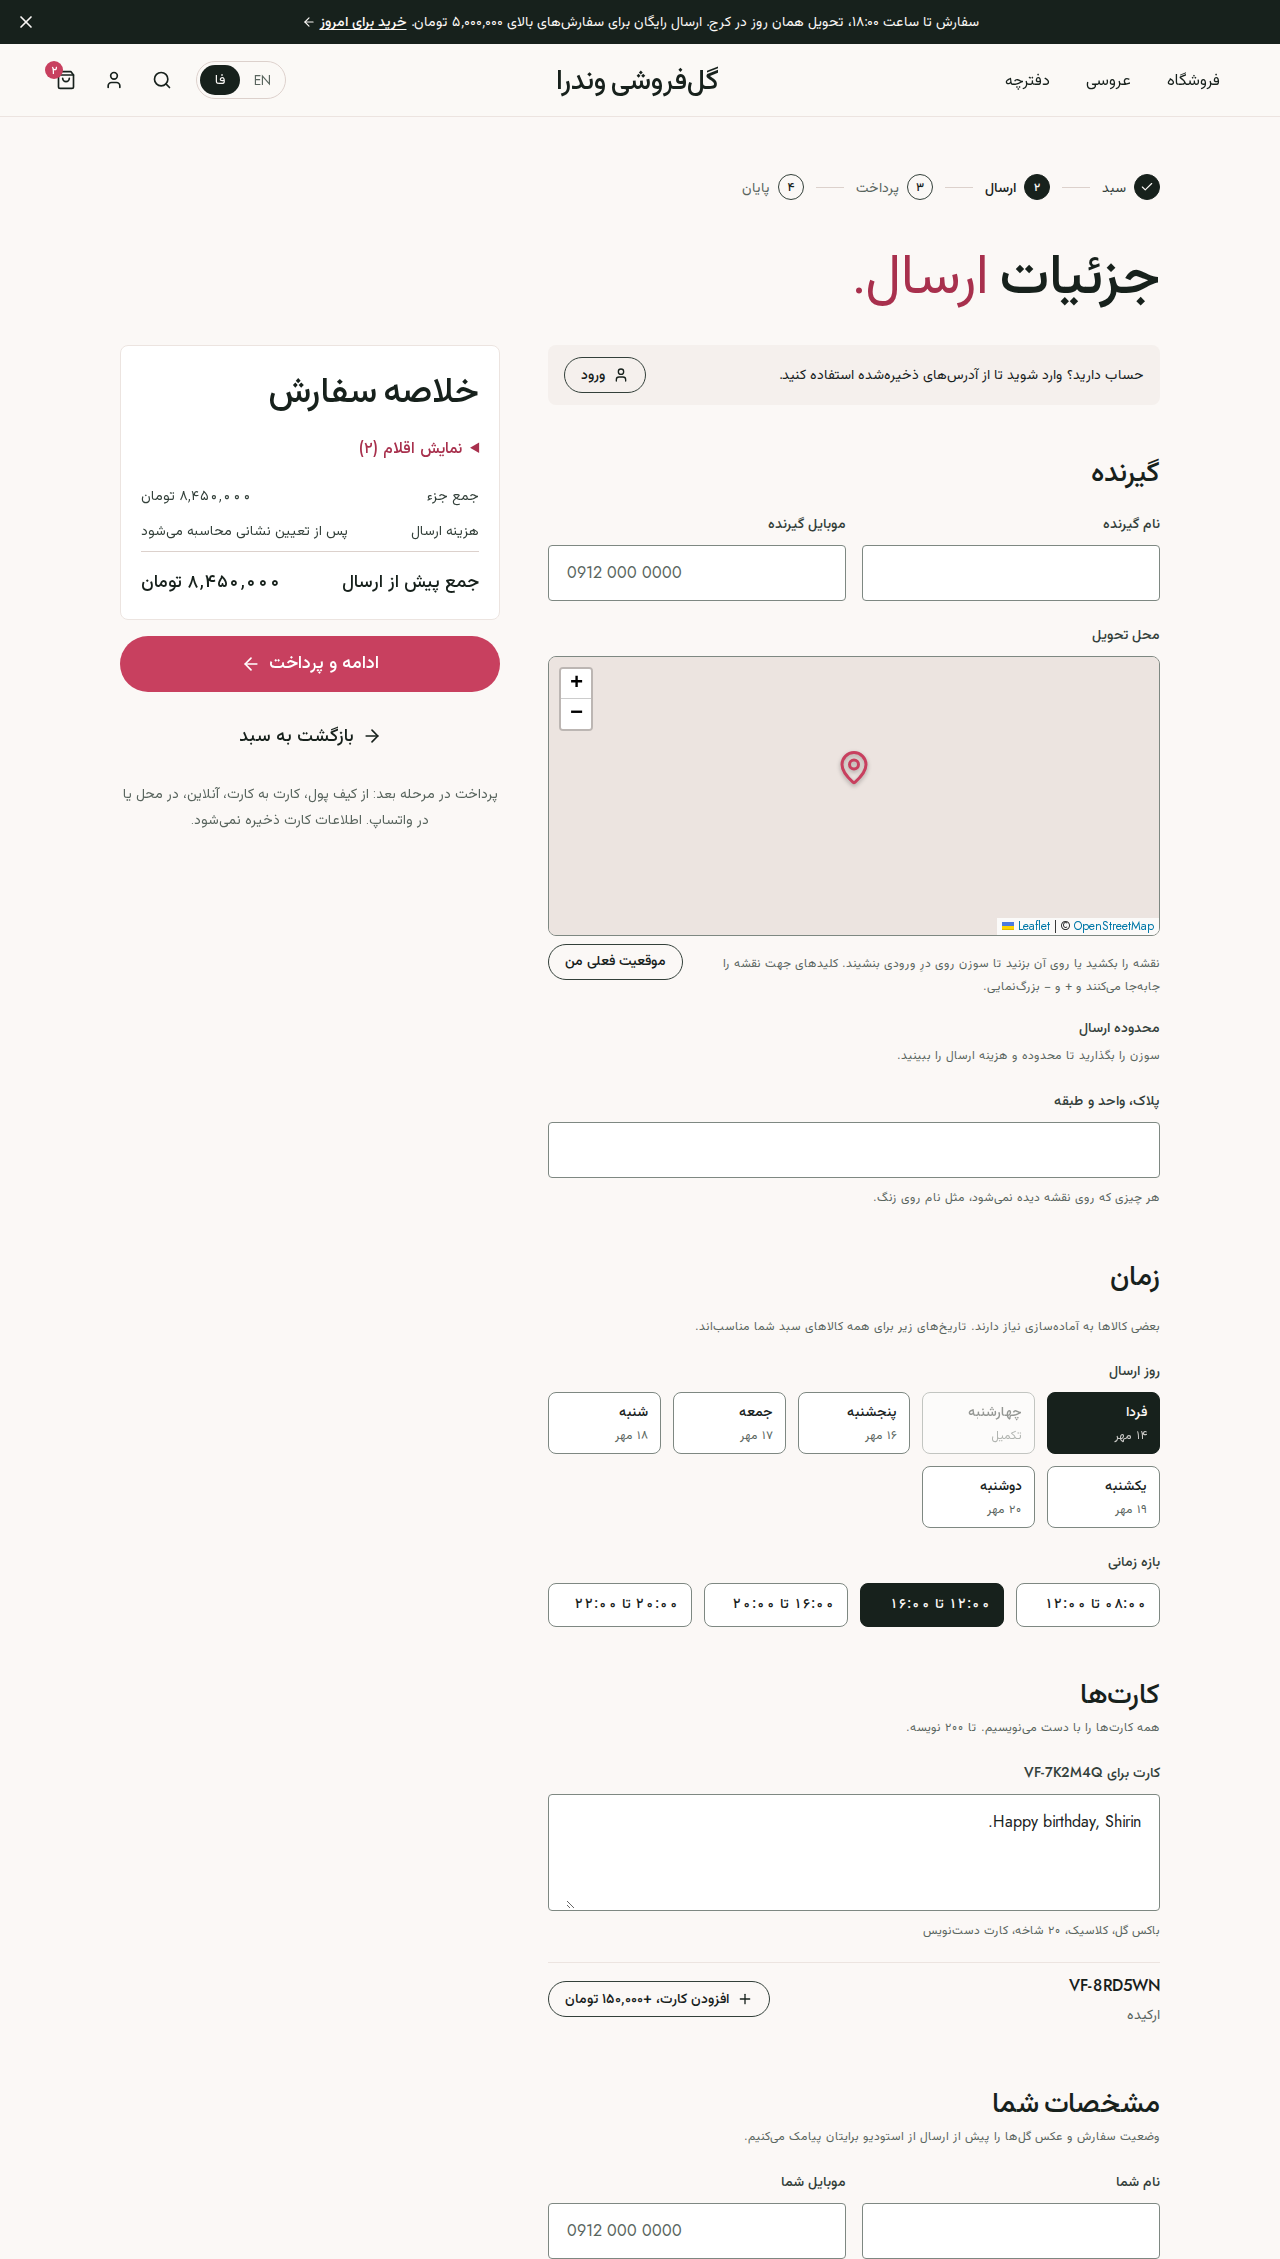 سفارش تا ساعت ۱۸:۰۰، تحویل همان روز در کرج. ارسال رایگان برای سفارش‌های بالای ۵,۰۰۰,۰۰۰ تومان. خرید برای امروز ←
فروشگاه
عروسی
دفترچه
گل‌فروشی وندرا
EN
فا
۲
سبد
۲ ارسال
۳ پرداخت
۴ پایان
جزئیات ارسال.
حساب دارید؟ وارد شوید تا از آدرس‌های ذخیره‌شده استفاده کنید.
ورود
گیرنده
نام گیرنده
موبایل گیرنده
0912 000 0000
محل تحویل
+
−
Leaflet | © OpenStreetMap
نقشه را بکشید یا روی آن بزنید تا سوزن روی درِ ورودی بنشیند. کلیدهای جهت نقشه را
جابه‌جا می‌کنند و + و − بزرگ‌نمایی.
موقعیت فعلی من
محدوده ارسال
سوزن را بگذارید تا محدوده و هزینه ارسال را ببینید.
پلاک، واحد و طبقه
هر چیزی که روی نقشه دیده نمی‌شود، مثل نام روی زنگ.
زمان
بعضی کالاها به آماده‌سازی نیاز دارند. تاریخ‌های زیر برای همه کالاهای سبد شما مناسب‌اند.
روز ارسال
فردا
۱۴ مهر
چهارشنبه
تکمیل
پنجشنبه
۱۶ مهر
جمعه
۱۷ مهر
شنبه
۱۸ مهر
یکشنبه
۱۹ مهر
دوشنبه
۲۰ مهر
بازه زمانی
۰۸:۰۰ تا ۱۲:۰۰
۱۲:۰۰ تا ۱۶:۰۰
۱۶:۰۰ تا ۲۰:۰۰
۲۰:۰۰ تا ۲۲:۰۰
کارت‌ها
همه کارت‌ها را با دست می‌نویسیم. تا ۲۰۰ نویسه.
کارت برای VF-7K2M4Q
Happy birthday, Shirin.
باکس گل، کلاسیک، ۲۰ شاخه، کارت دست‌نویس
VF-8RD5WN
ارکیده
افزودن کارت، +۱۵۰,۰۰۰ تومان
مشخصات شما
وضعیت سفارش و عکس گل‌ها را پیش از ارسال از استودیو برایتان پیامک می‌کنیم.
نام شما
موبایل شما
0912 000 0000
خلاصه سفارش
نمایش اقلام (۲)
جمع جزء
۸,۴۵۰,۰۰۰ تومان
هزینه ارسال
پس از تعیین نشانی محاسبه می‌شود
جمع پیش از ارسال
۸,۴۵۰,۰۰۰ تومان
ادامه و پرداخت
بازگشت به سبد
پرداخت در مرحله بعد: از کیف پول، کارت به کارت، آنلاین، در محل یا
در واتساپ. اطلاعات کارت ذخیره نمی‌شود.